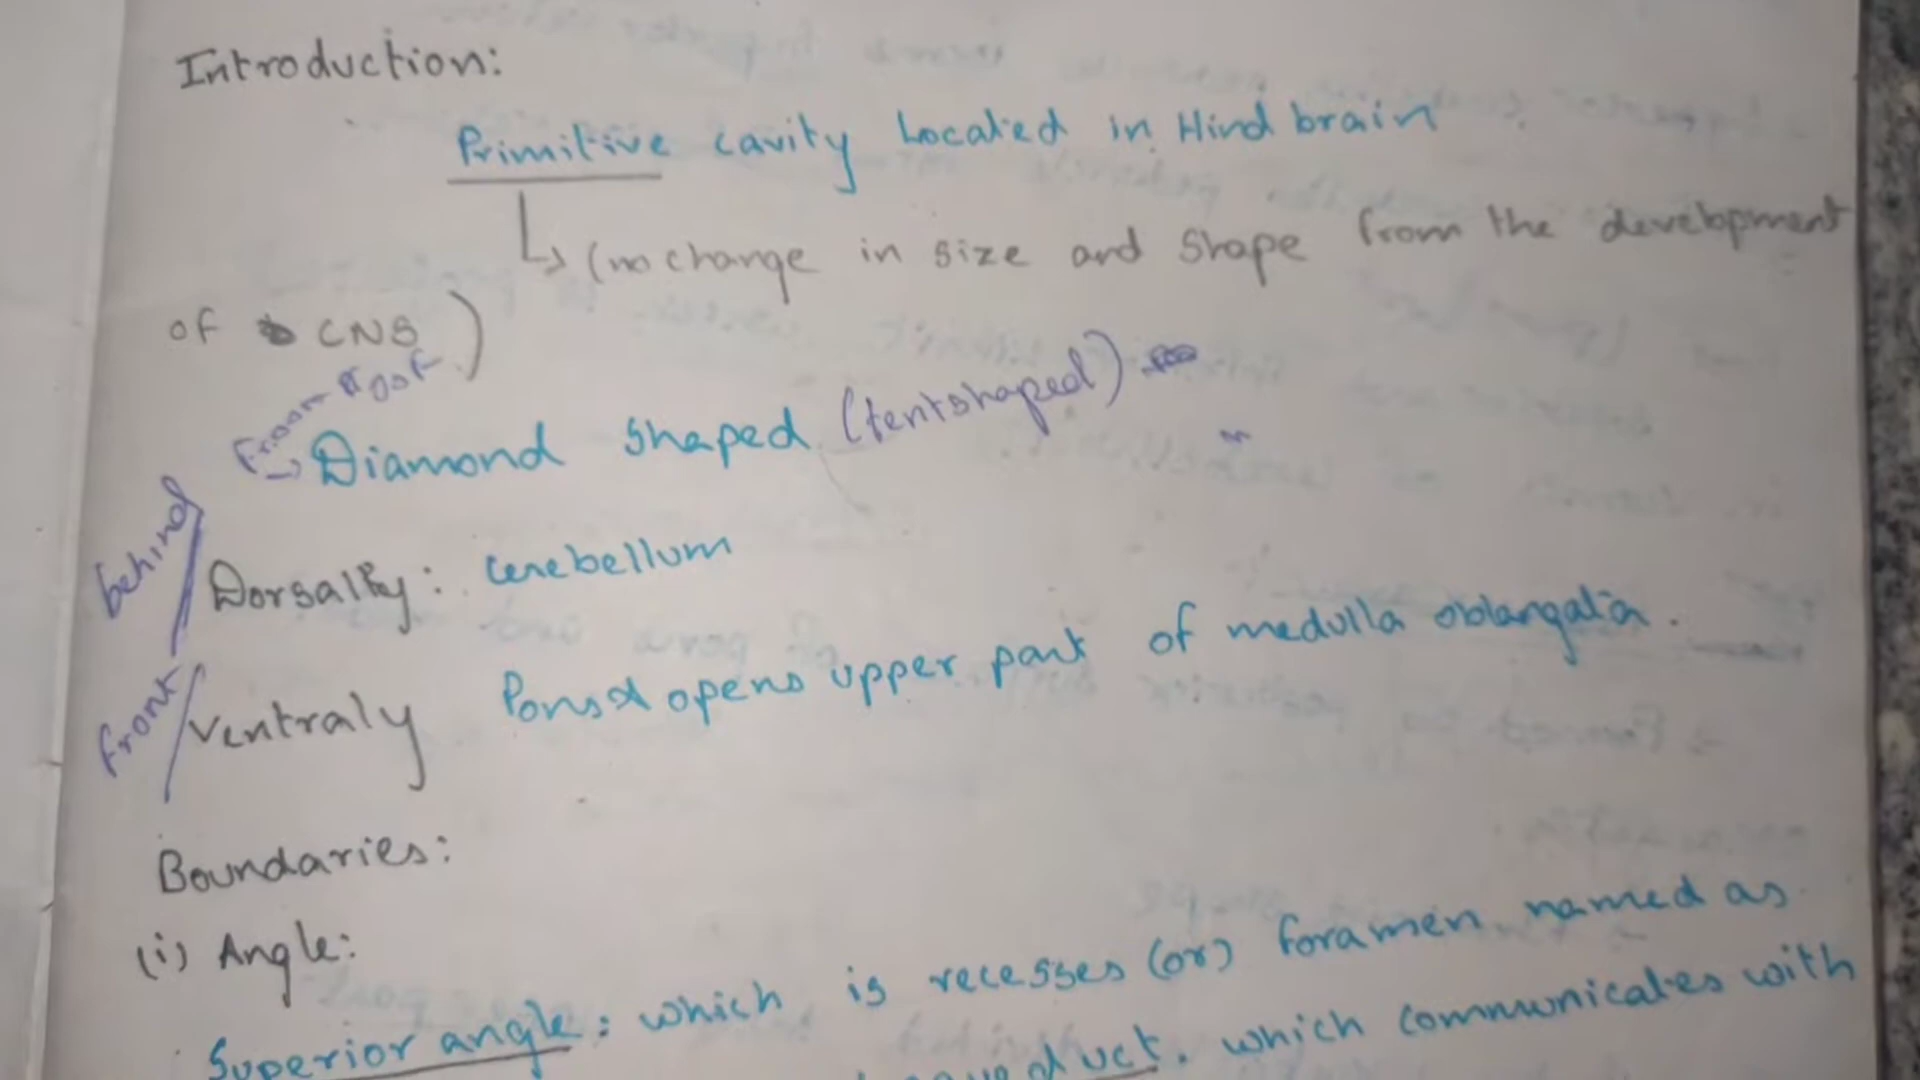 Introduction:
Primitive cavity Located in Hind brain
(no change in size and shape from the development
of CNS)
From roof
Diamond shaped (tentshaped)
behind
Dorsally: cerebellum
front
ventraly Pons & opens upper part of medulla oblangata.
Boundaries:
(i) Angle:
Superior angle: which is recesses (or) foramen named as
duct. which communicates with